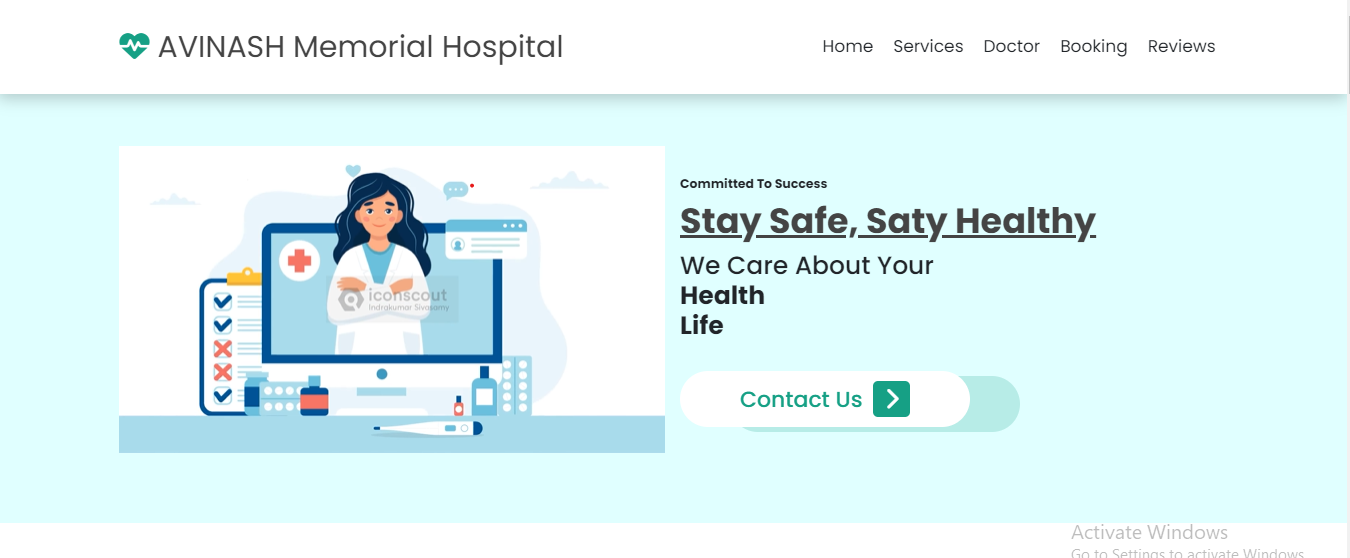 AVINASH Memorial Hospital
Home Services Doctor Booking Reviews
Committed To Success
Stay Safe, Saty Healthy
We Care About Your
Health
Life
iconscout
Indrakumar Sivasamy
Contact Us
Activate Windows
Go to Settings to activate Windows.